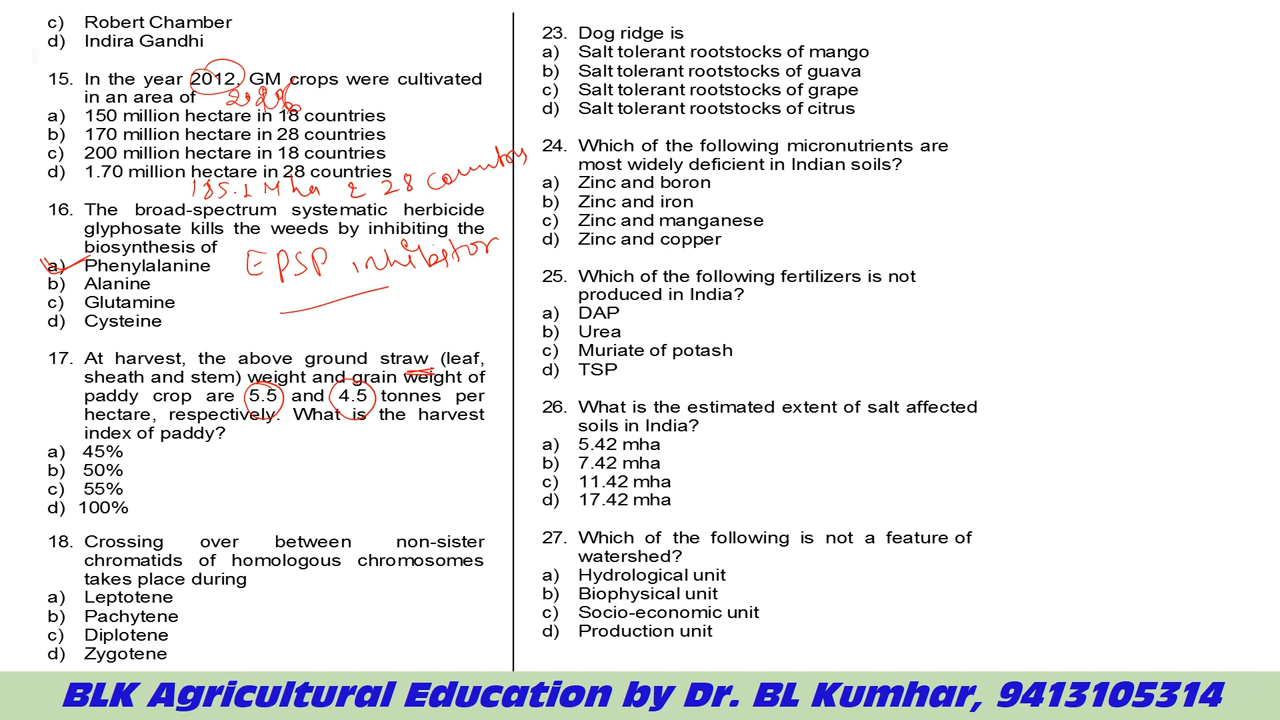 c) Robert Chamber
d) Indira Gandhi
15. In the year 2012, GM crops were cultivated
in an area of
a) 150 million hectare in 18 countries
b) 170 million hectare in 28 countries
c) 200 million hectare in 18 countries
d) 1.70 million hectare in 28 countries
185.1 Mha & 28 countrys
16. The broad-spectrum systematic herbicide
glyphosate kills the weeds by inhibiting the
biosynthesis of
a) Phenylalanine
EPSP inhibitor
b) Alanine
c) Glutamine
d) Cysteine
17. At harvest, the above ground straw (leaf,
sheath and stem) weight and grain weight of
paddy crop are 5.5 and 4.5 tonnes per
hectare, respectively. What is the harvest
index of paddy?
a) 45%
b) 50%
c) 55%
d) 100%
18. Crossing over between non-sister
chromatids of homologous chromosomes
takes place during
a) Leptotene
b) Pachytene
c) Diplotene
d) Zygotene
23. Dog ridge is
a) Salt tolerant rootstocks of mango
b) Salt tolerant rootstocks of guava
c) Salt tolerant rootstocks of grape
d) Salt tolerant rootstocks of citrus
24. Which of the following micronutrients are
most widely deficient in Indian soils?
a) Zinc and boron
b) Zinc and iron
c) Zinc and manganese
d) Zinc and copper
25. Which of the following fertilizers is not
produced in India?
a) DAP
b) Urea
c) Muriate of potash
d) TSP
26. What is the estimated extent of salt affected
soils in India?
a) 5.42 mha
b) 7.42 mha
c) 11.42 mha
d) 17.42 mha
27. Which of the following is not a feature of
watershed?
a) Hydrological unit
b) Biophysical unit
c) Socio-economic unit
d) Production unit
BLK Agricultural Education by Dr. BL Kumhar, 9413105314